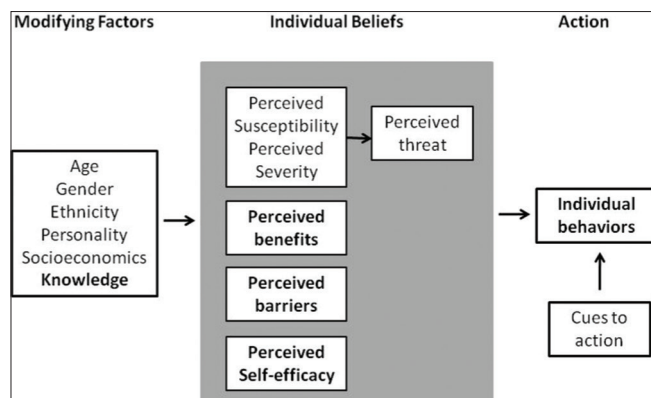 Modifying Factors
Individual Beliefs
Action
Age
Gender
Ethnicity
Personality
Socioeconomics
Knowledge
Perceived
Susceptibility
Perceived
Severity
Perceived
threat
Perceived
benefits
Perceived
barriers
Perceived
Self-efficacy
Individual
behaviors
Cues to
action